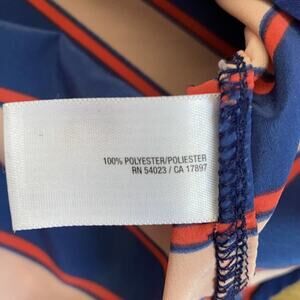 100% POLYESTER/POLIESTER
RN 54023 / CA 17897